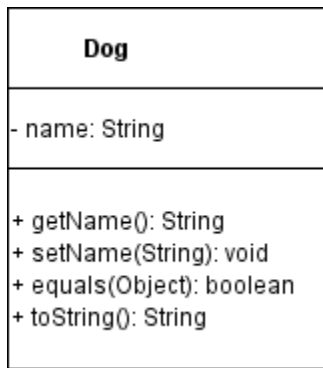 Dog
- name: String
+ getName(): String
+ setName(String): void
+ equals(Object): boolean
+ toString(): String